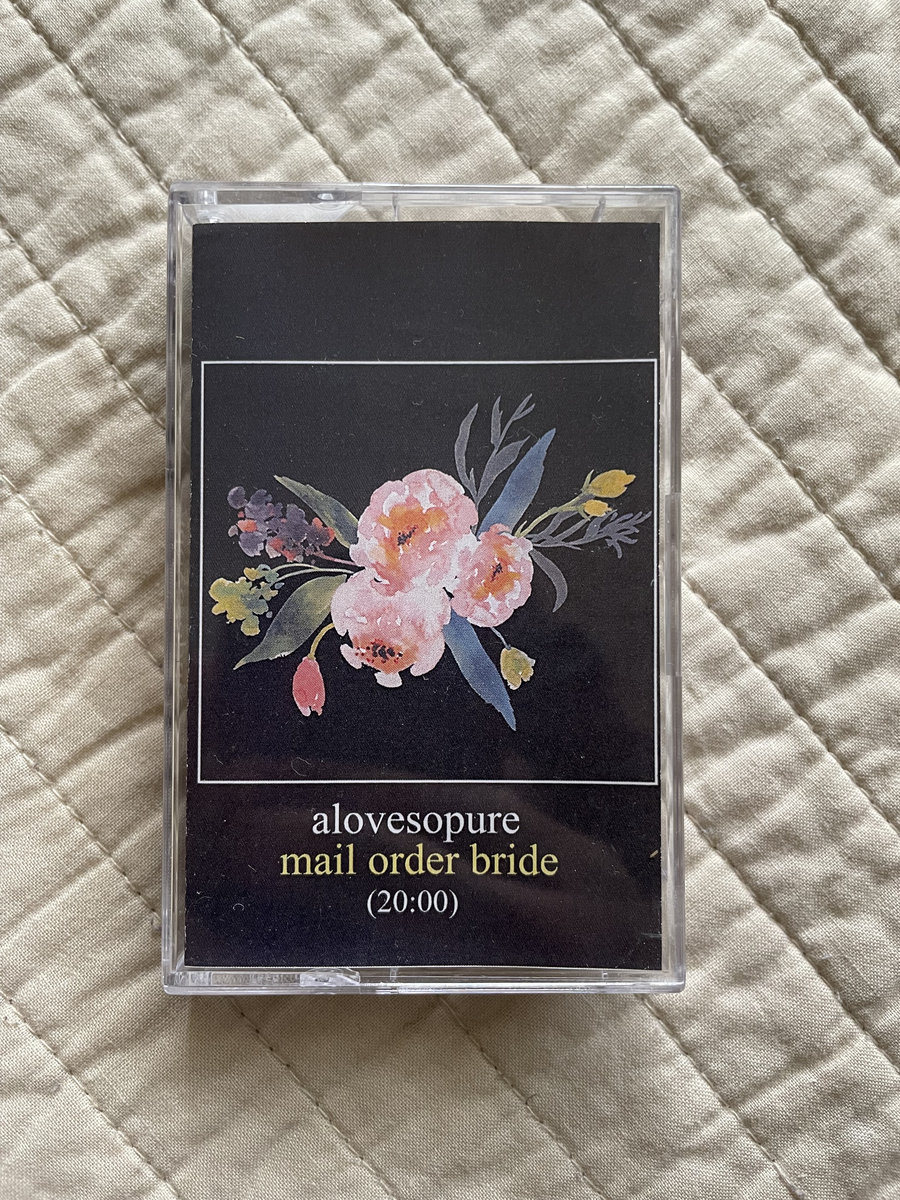 alovesopure
mail order bride
(20:00)